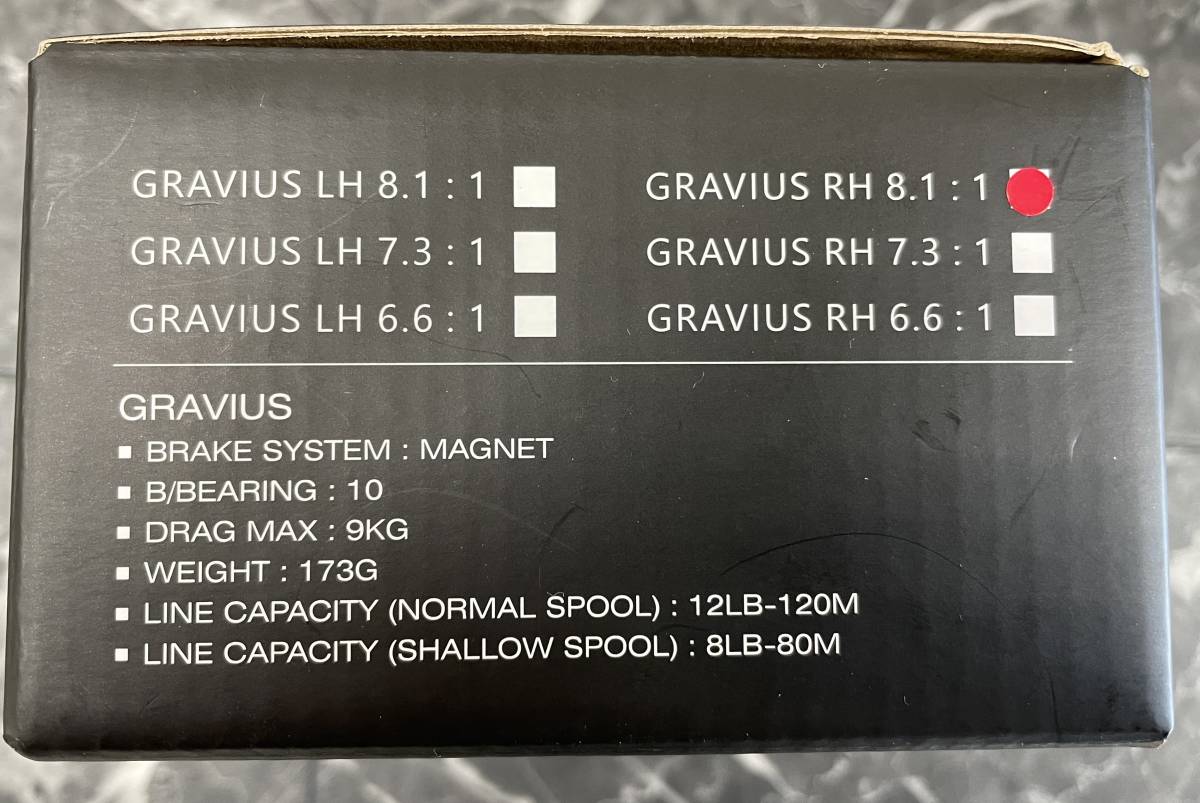 GRAVIUS LH 8.1 : 1
GRAVIUS RH 8.1 : 1
GRAVIUS LH 7.3 : 1
GRAVIUS RH 7.3 : 1
GRAVIUS LH 6.6 : 1
GRAVIUS RH 6.6 : 1
GRAVIUS
▪ BRAKE SYSTEM : MAGNET
▪ B/BEARING : 10
▪ DRAG MAX : 9KG
▪ WEIGHT : 173G
▪ LINE CAPACITY (NORMAL SPOOL) : 12LB-120M
▪ LINE CAPACITY (SHALLOW SPOOL) : 8LB-80M